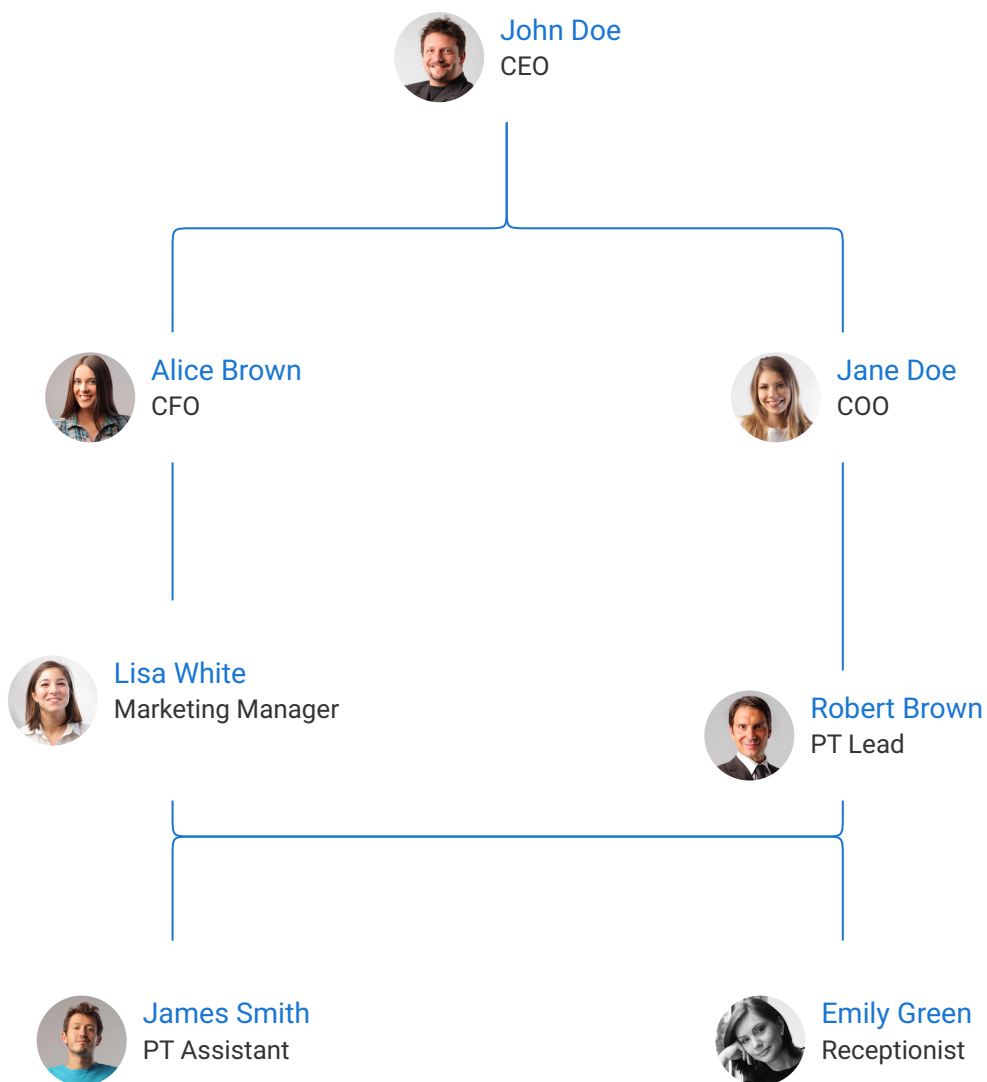 John Doe
CEO
Alice Brown
CFO
Jane Doe
COO
Lisa White
Marketing Manager
Robert Brown
PT Lead
James Smith
PT Assistant
Emily Green
Receptionist